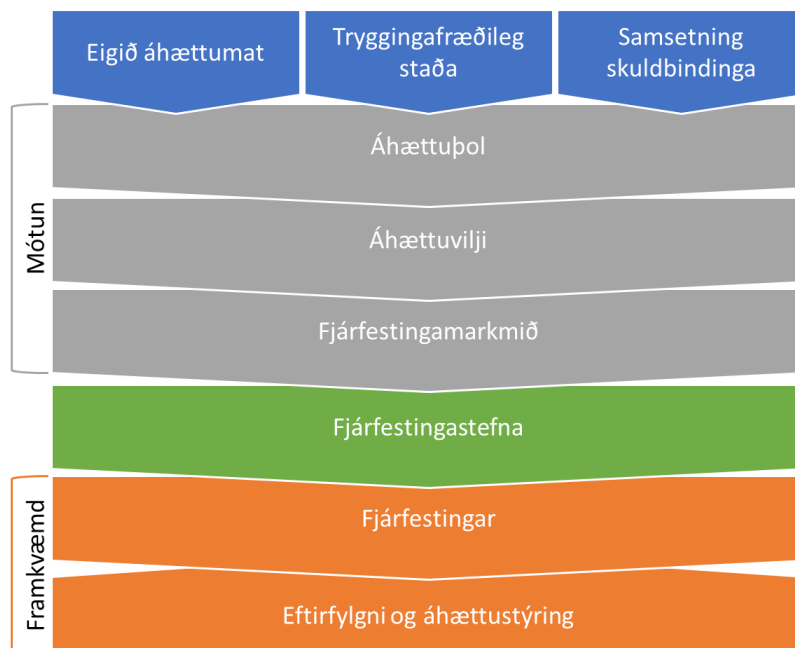 Eigið áhættumat
Tryggingafræðileg
staða
Samsetning
skuldbindinga
Mótun
Áhættuþol
Áhættuvilji
Fjárfestingamarkmið
Fjárfestingastefna
Framkvæmd
Fjárfestingar
Eftirfylgni og áhættustýring